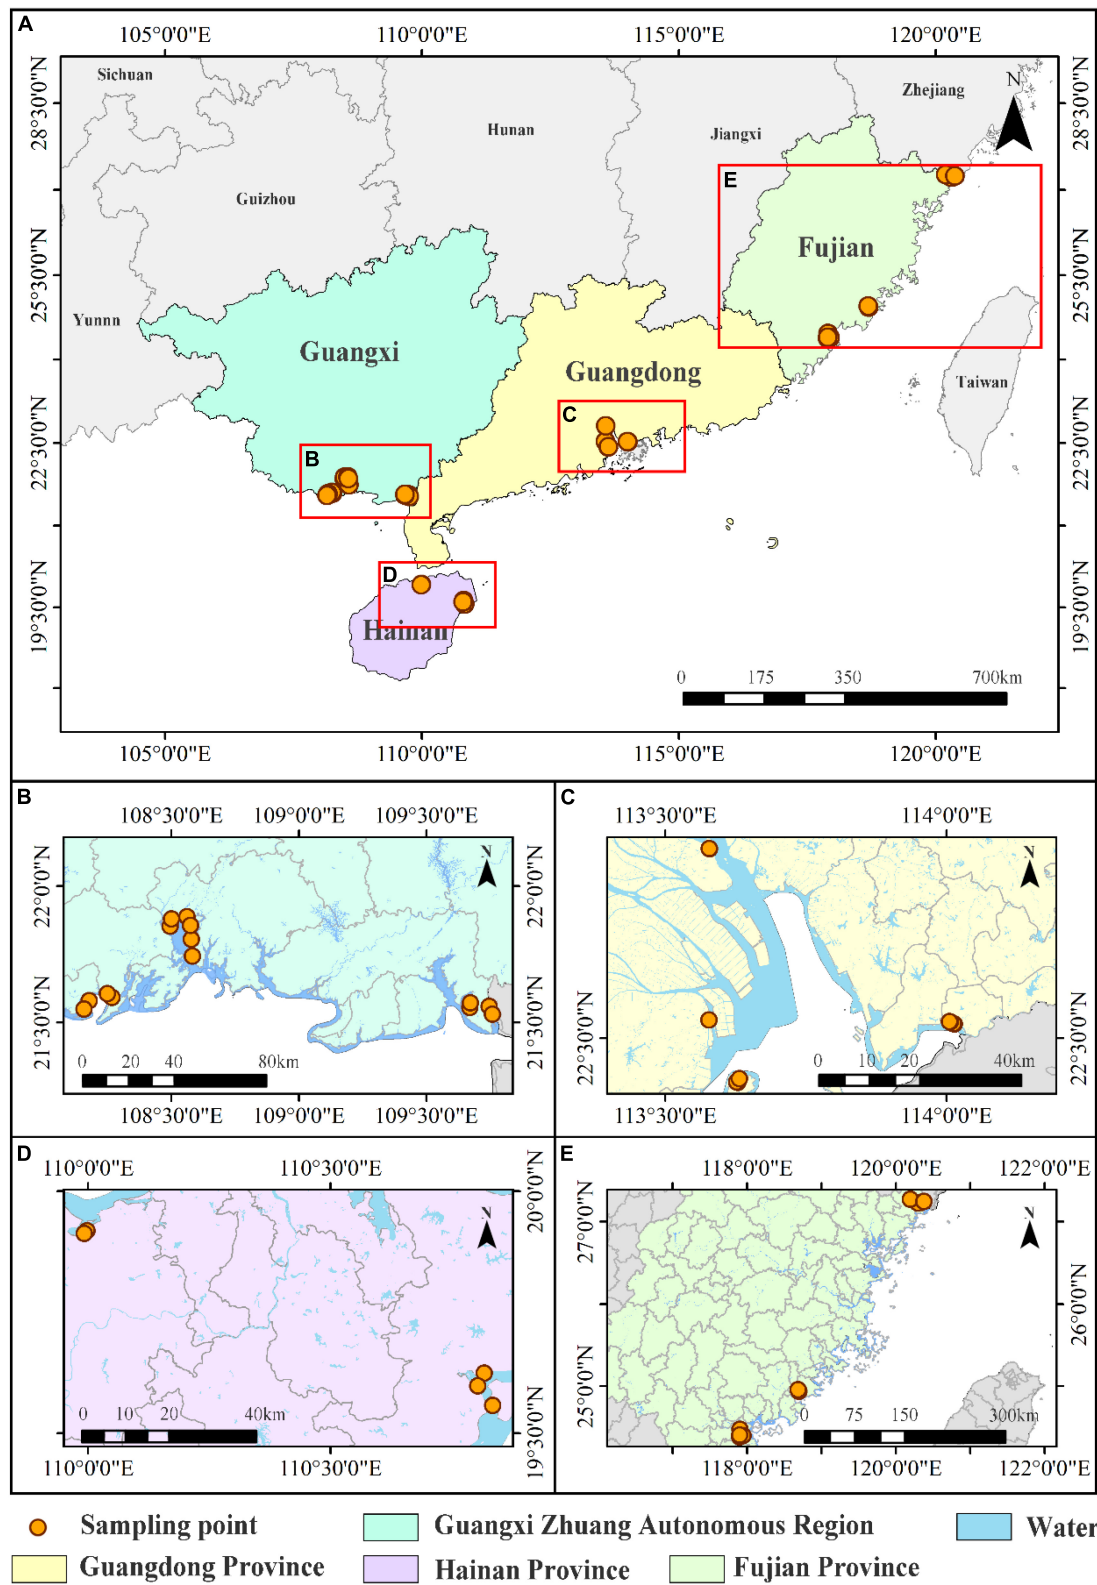 A
105°0'0"E 110°0'0"E 115°0'0"E 120°0'0"E
28°30'0"N 28°30'0"N
25°30'0"N 25°30'0"N
22°30'0"N 22°30'0"N
19°30'0"N 19°30'0"N
Sichuan
Zhejiang
N
Hunan
Jiangxi
E
Guizhou
Fujian
Yunnn
Guangxi
Guangdong
Taiwan
C
B
D
Hainan
0 175 350 700km
105°0'0"E 110°0'0"E 115°0'0"E 120°0'0"E
B
108°30'0"E 109°0'0"E 109°30'0"E
22°0'0"N 22°0'0"N
21°30'0"N 21°30'0"N
N
0 20 40 80km
108°30'0"E 109°0'0"E 109°30'0"E
C
113°30'0"E 114°0'0"E
22°30'0"N 22°30'0"N
N
0 10 20 40km
113°30'0"E 114°0'0"E
D
110°0'0"E 110°30'0"E
20°0'0"N
19°30'0"N
N
0 10 20 40km
110°0'0"E 110°30'0"E
E
118°0'0"E 120°0'0"E 122°0'0"E
27°0'0"N
26°0'0"N
25°0'0"N
N
0 75 150 300km
118°0'0"E 120°0'0"E 122°0'0"E
Sampling point Guangxi Zhuang Autonomous Region Water
Guangdong Province Hainan Province Fujian Province